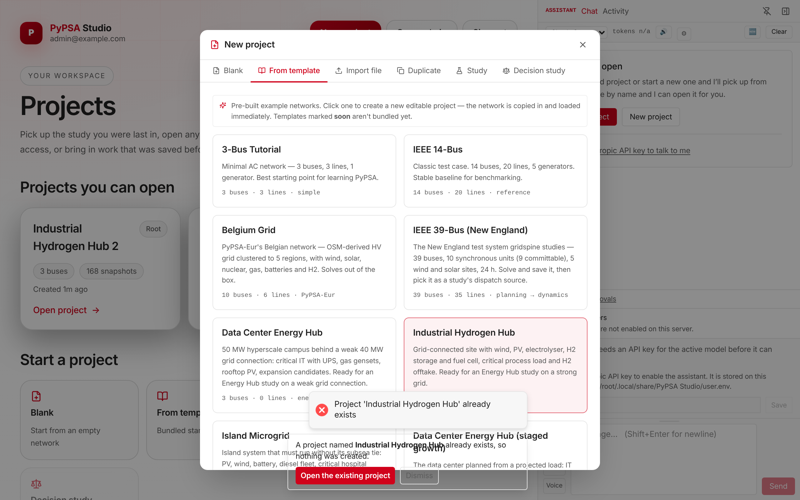 P
PyPSA Studio
admin@example.com
YOUR WORKSPACE
Projects
Pick up the study you were last in, open any
access, or bring in work that was saved befo
Projects you can open
Industrial
Hydrogen Hub 2
Root
3 buses
168 snapshots
Created 1m ago
Open project →
Start a project
Blank
Start from an empty
network
From temp
Bundled star
New project
Blank
From template
Import file
Duplicate
Study
Decision study
Pre-built example networks. Click one to create a new editable project — the network is copied in and loaded
immediately. Templates marked soon aren't bundled yet.
3-Bus Tutorial
Minimal AC network — 3 buses, 3 lines, 1
generator. Best starting point for learning PyPSA.
3 buses · 3 lines · simple
IEEE 14-Bus
Classic test case. 14 buses, 20 lines, 5 generators.
Stable baseline for benchmarking.
14 buses · 20 lines · reference
Belgium Grid
PyPSA-Eur's Belgian network — OSM-derived HV
grid clustered to 5 regions, with wind, solar,
nuclear, gas, batteries and H2. Solves out of the
box.
10 buses · 6 lines · PyPSA-Eur
IEEE 39-Bus (New England)
The New England test system gridspine studies —
39 buses, 10 synchronous units (9 committable), 5
wind and solar sites, 24 h. Solve and save it, then
pick it as a study's dispatch source.
39 buses · 35 lines · planning → dynamics
Data Center Energy Hub
50 MW hyperscale campus behind a weak 40 MW
grid connection: critical IT with UPS, gas gensets,
rooftop PV, expansion candidates. Ready for an
Energy Hub study on a weak grid connection.
3 buses · 0 lines · ene
Industrial Hydrogen Hub
Grid-connected site with wind, PV, electrolyser, H2
storage and fuel cell, critical process load and H2
offtake. Ready for an Energy Hub study on a strong
grid.
Project 'Industrial Hydrogen Hub' already
exists
Island Microgrid
Island system that must run without its subsea tie:
PV, wind, battery, diesel fleet, critical hospital
Data Center Energy Hub (staged
growth)
The data center planned from a projected load: IT
A project named Industrial Hydrogen Hub already exists, so
nothing was created.
Open the existing project
Dismiss
ASSISTANT
Chat
Activity
tokens n/a
Clear
open
d project or start a new one and I'll pick up from
e by name and I can open it for you.
ct
New project
ropic API key to talk to me
ovals
rs
re not enabled on this server.
eeds an API key for the active model before it can
ic API key to enable the assistant. It is stored on this
/root/.local/share/PyPSA Studio/user.env.
Save
ge... (Shift+Enter for newline)
Voice
Send